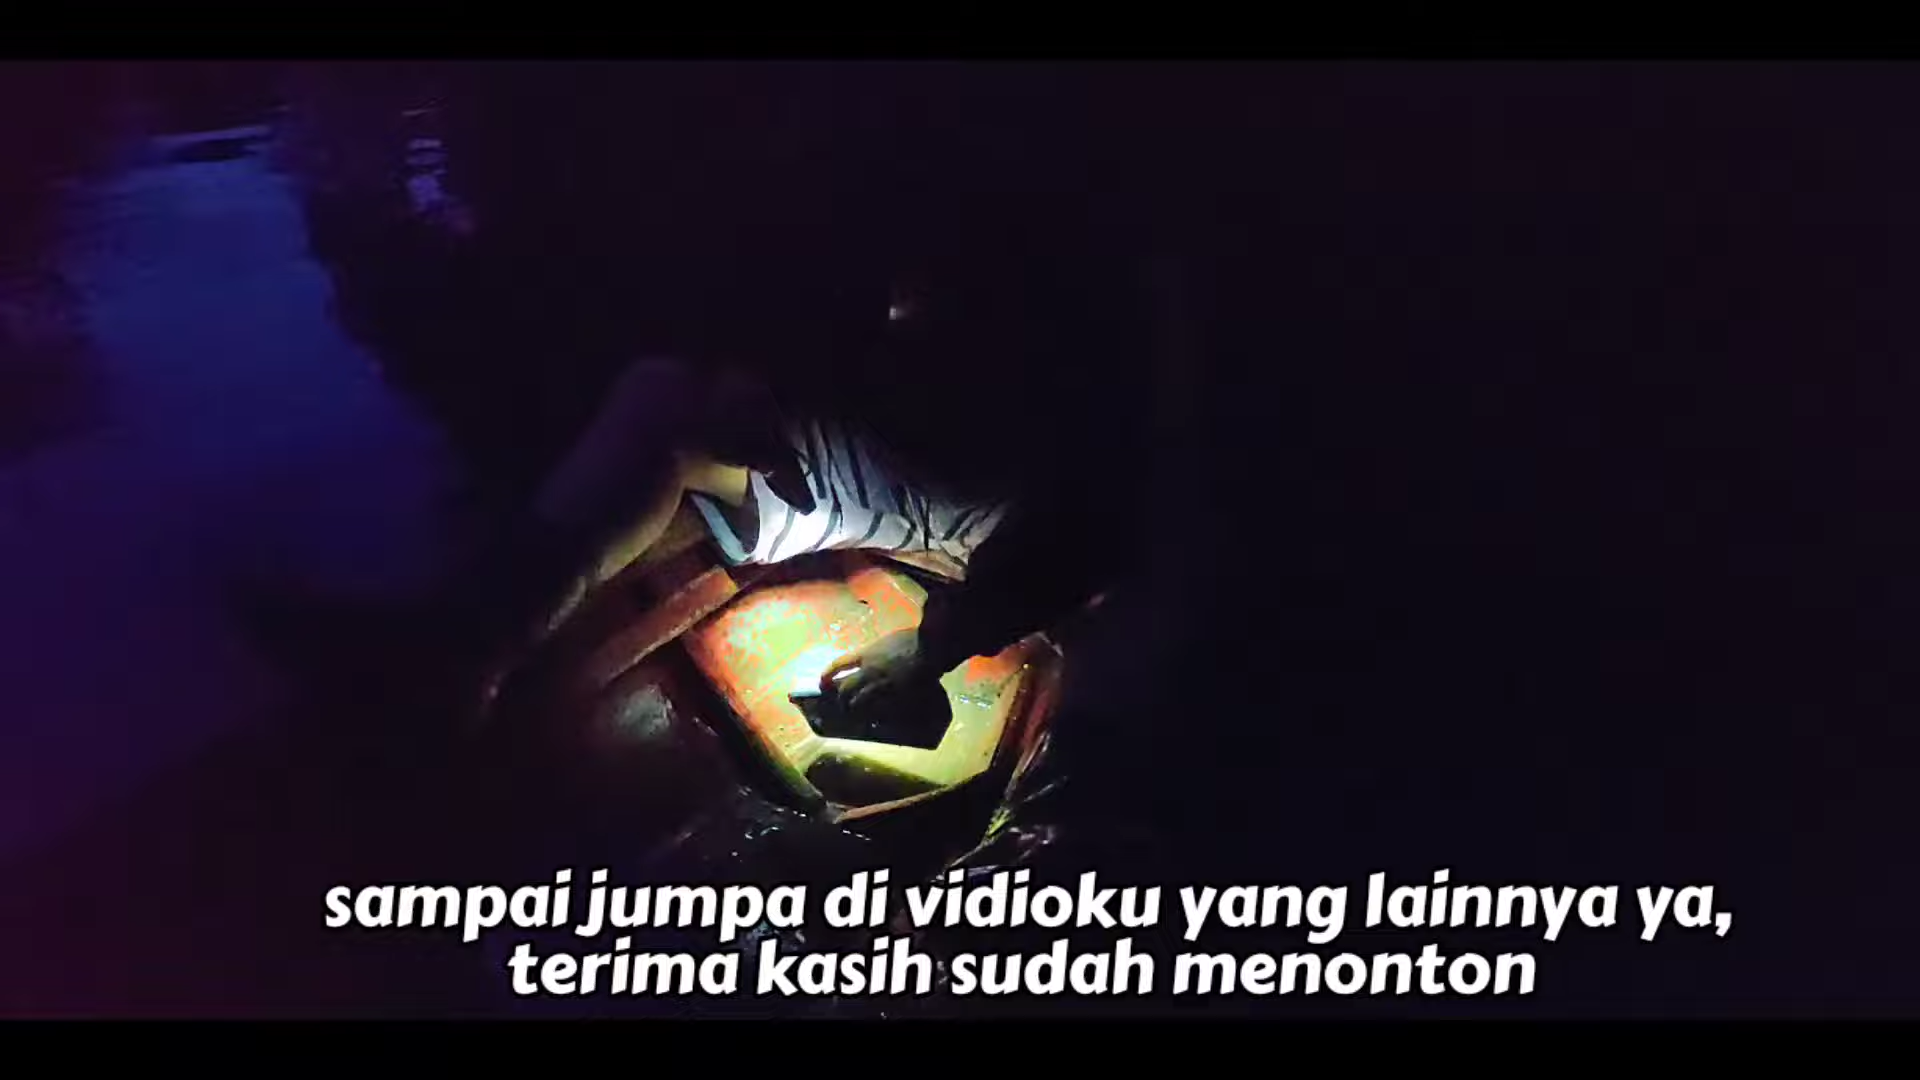 sampai jumpa di vidioku yang lainnya ya,
terima kasih sudah menonton